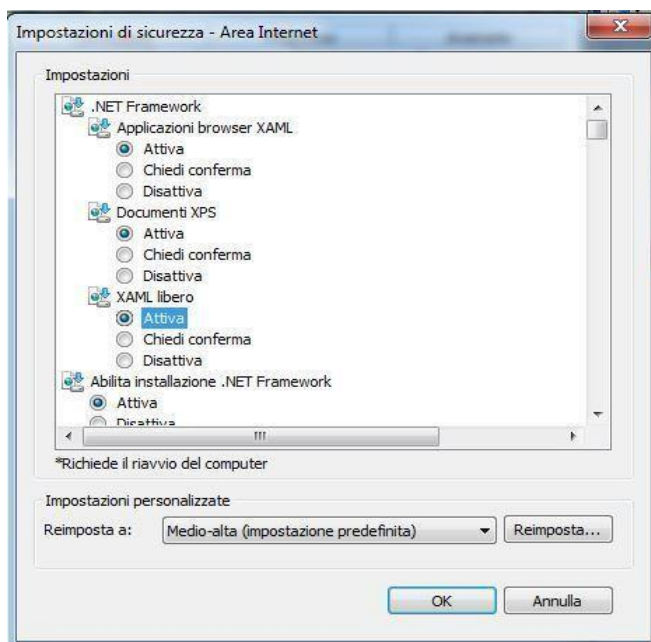 Impostazioni di sicurezza - Area Internet
Impostazioni
.NET Framework
Applicazioni browser XAML
Attiva
Chiedi conferma
Disattiva
Documenti XPS
Attiva
Chiedi conferma
Disattiva
XAML libero
Attiva
Chiedi conferma
Disattiva
Abilita installazione .NET Framework
Attiva
Disattiva
*Richiede il riavvio del computer
Impostazioni personalizzate
Reimposta a: Medio-alta (impostazione predefinita) Reimposta...
OK Annulla